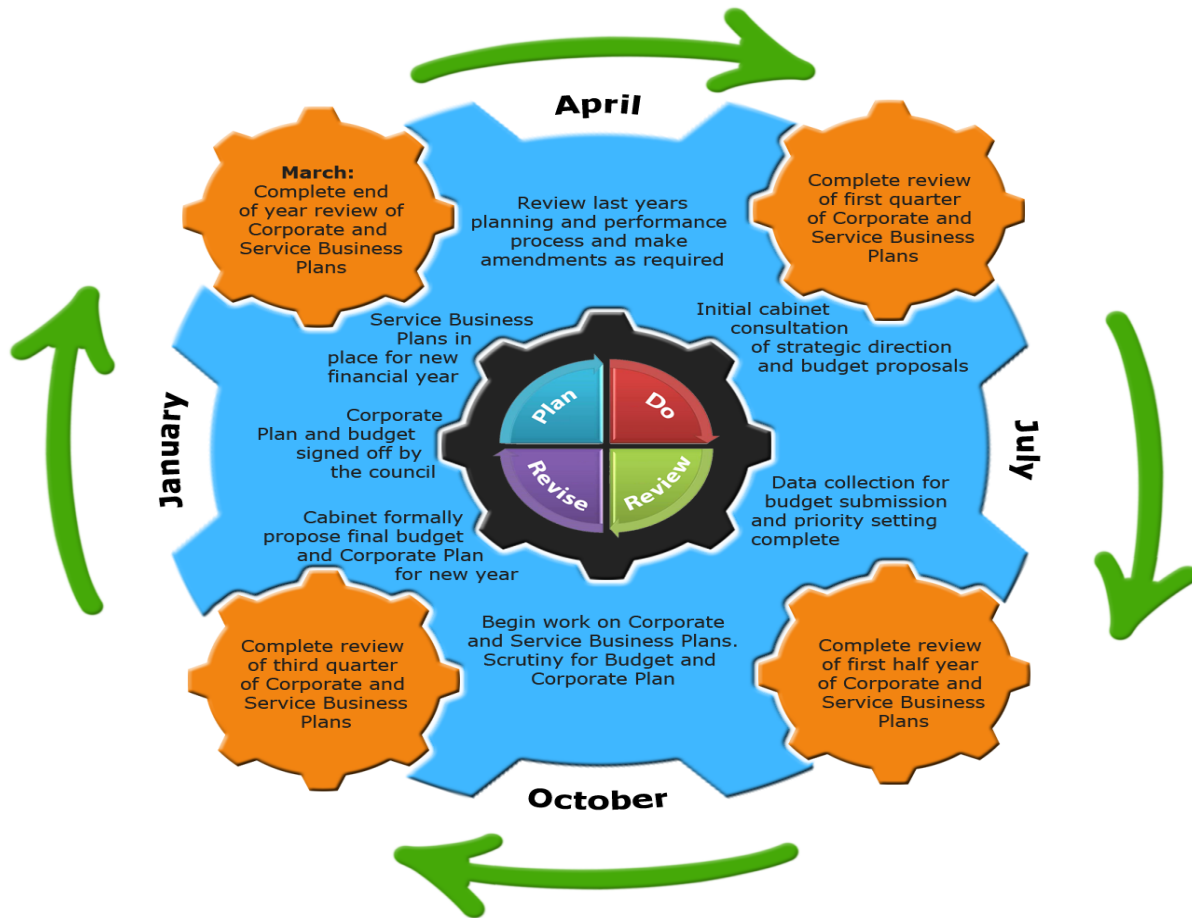 April
March:
Complete end
of year review of
Corporate and
Service Business
Plans
Review last years
planning and performance
process and make
amendments as required
Complete review
of first quarter
of Corporate and
Service Business
Plans
Service Business
Plans in
place for new
financial year
Initial cabinet
consultation
of strategic direction
and budget proposals
Plan
Do
Revise
Review
January
Corporate
Plan and budget
signed off by
the council
July
Data collection for
budget submission
and priority setting
complete
Cabinet formally
propose final budget
and Corporate Plan
for new year
Complete review
of third quarter
of Corporate and
Service Business
Plans
Begin work on Corporate
and Service Business Plans.
Scrutiny for Budget and
Corporate Plan
Complete review
of first half year
of Corporate and
Service Business
Plans
October